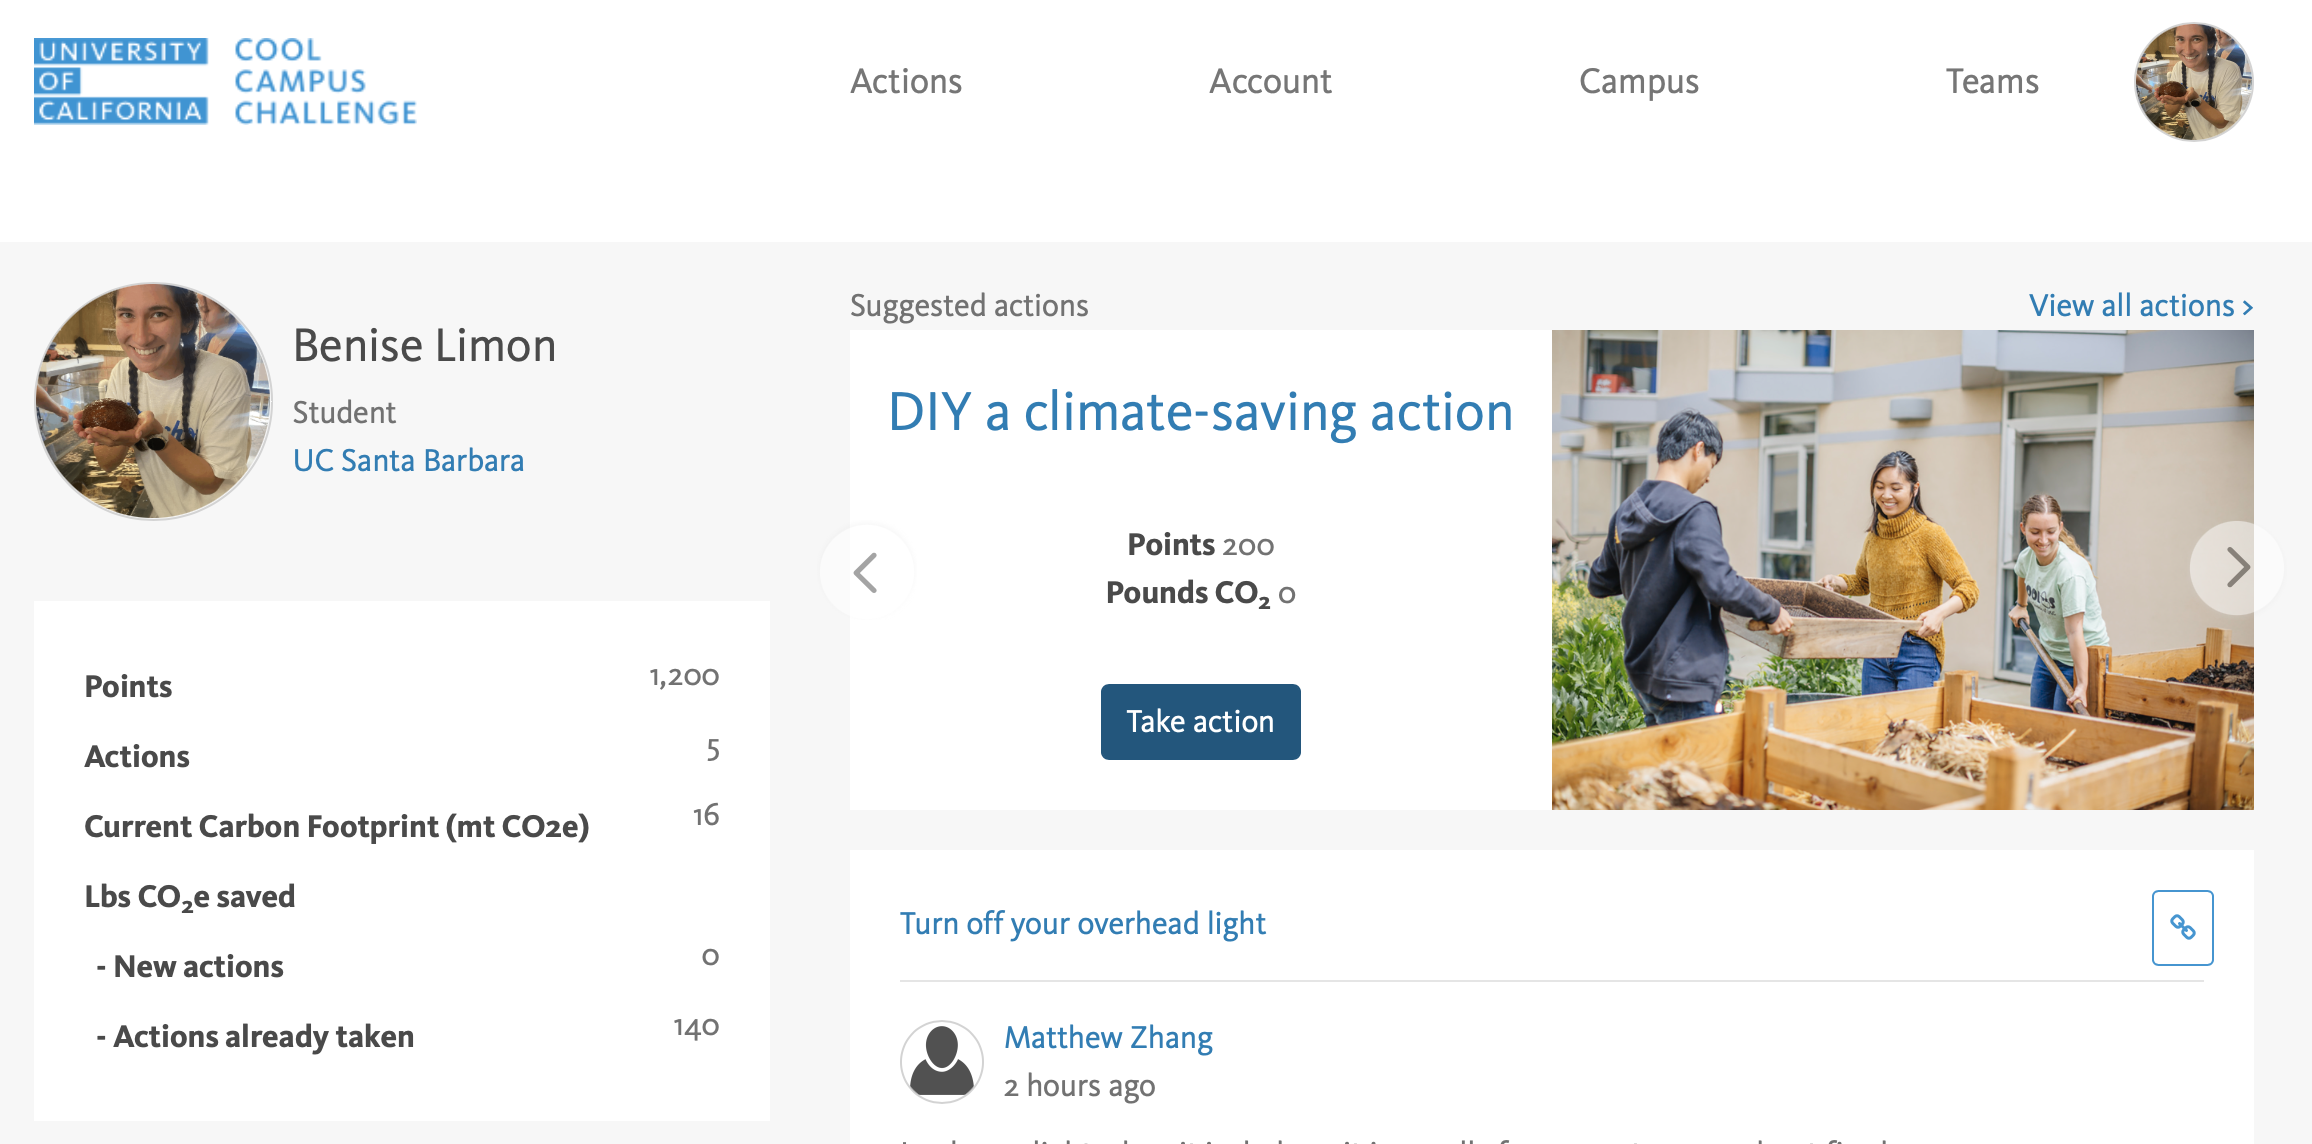 UNIVERSITY
OF
CALIFORNIA
COOL
CAMPUS
CHALLENGE
Actions
Account
Campus
Teams
Benise Limon
Student
UC Santa Barbara
Points 1,200
Actions 5
Current Carbon Footprint (mt CO2e) 16
Lbs CO₂e saved
- New actions 0
- Actions already taken 140
Suggested actions
View all actions ›
DIY a climate-saving action
Points 200
Pounds CO₂ 0
Take action
Turn off your overhead light
Matthew Zhang
2 hours ago